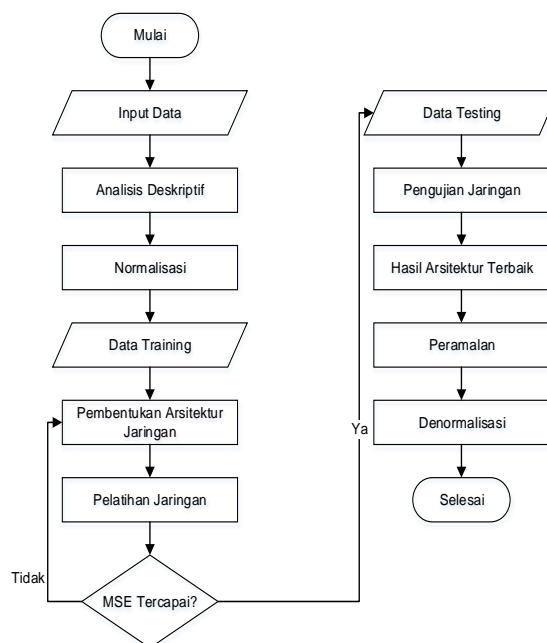 Mulai
Input Data
Analisis Deskriptif
Normalisasi
Data Training
Pembentukan Arsitektur
Jaringan
Pelatihan Jaringan
MSE Tercapai?
Tidak
Ya
Data Testing
Pengujian Jaringan
Hasil Arsitektur Terbaik
Peramalan
Denormalisasi
Selesai